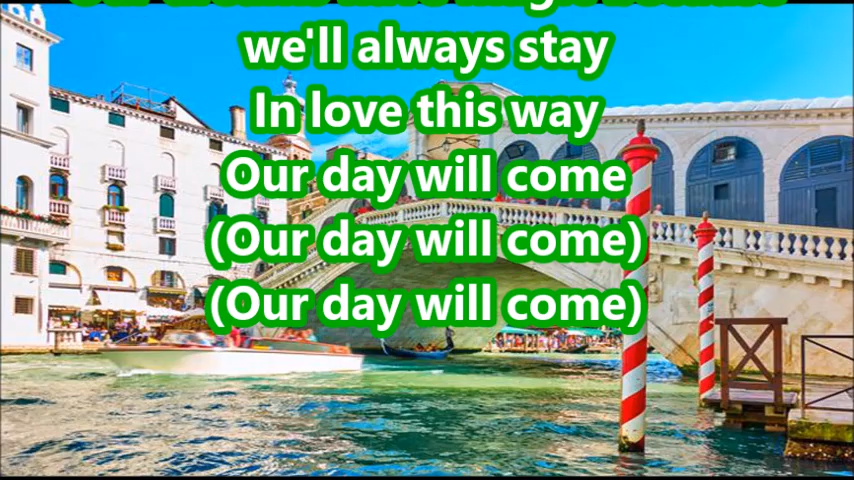 we'll always stay
In love this way
Our day will come
(Our day will come)
(Our day will come)